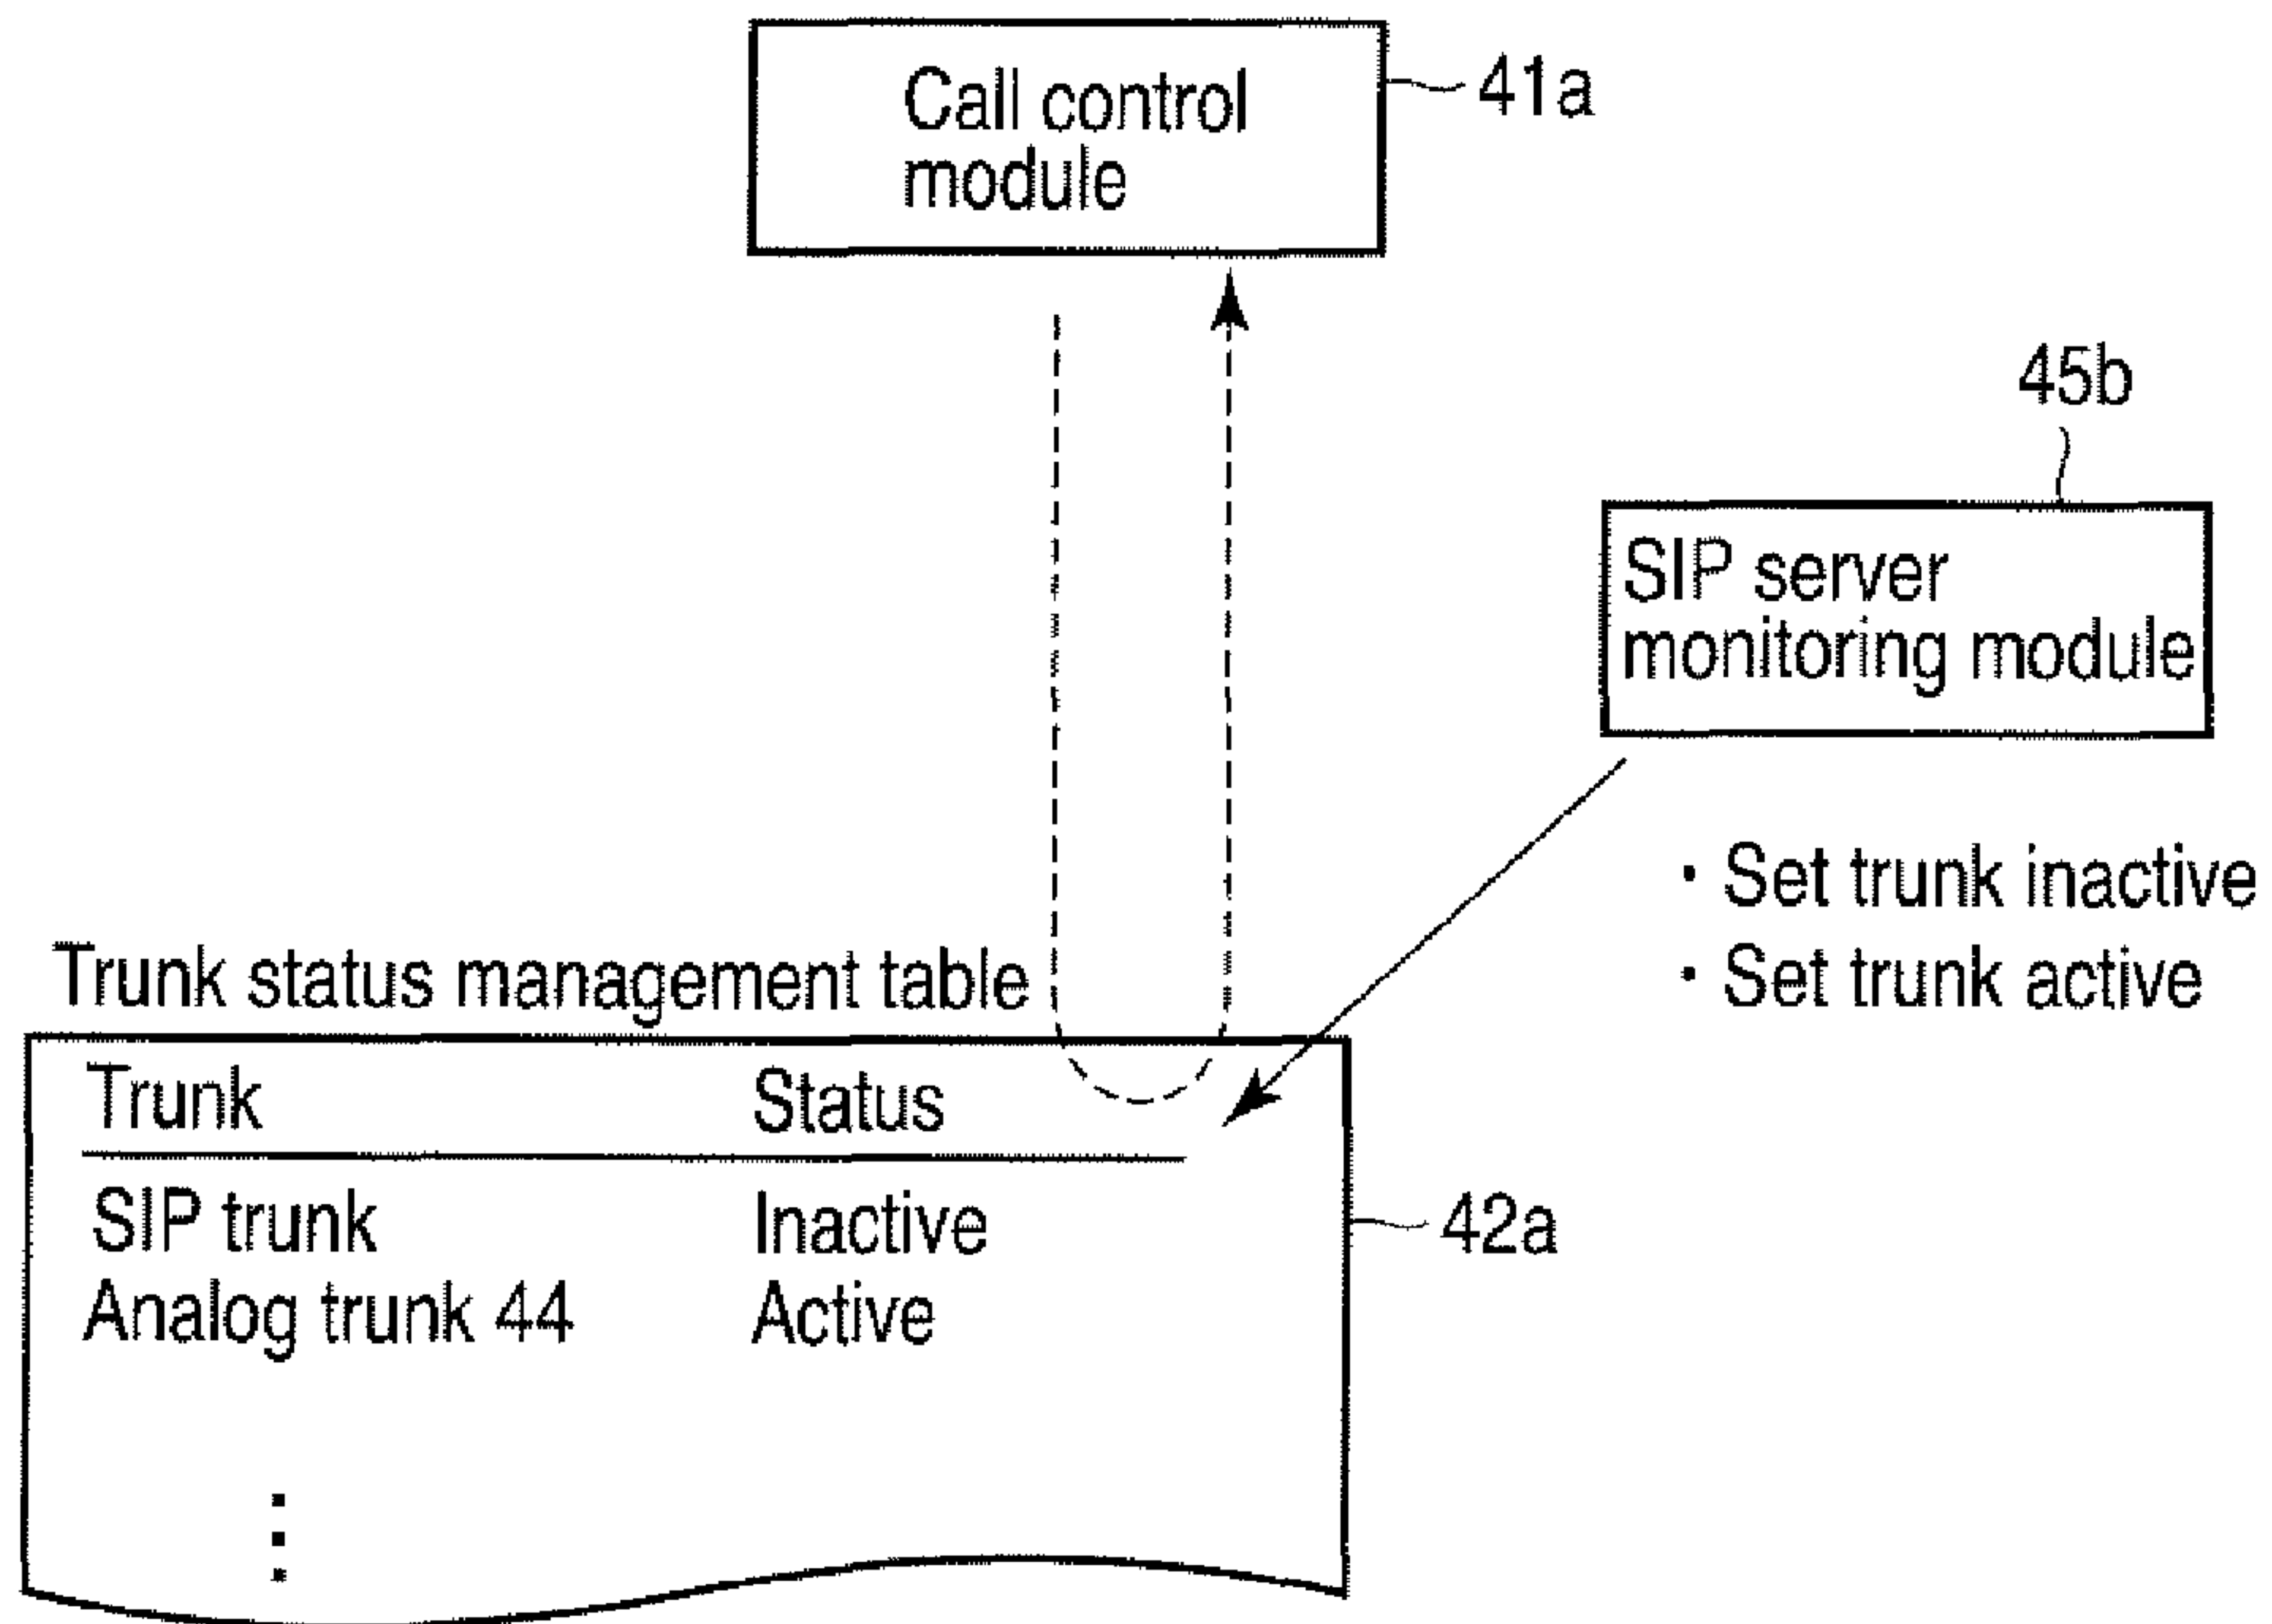 Call control
module
41a
45b
SIP server
monitoring module
· Set trunk inactive
· Set trunk active
Trunk status management table
Trunk Status
SIP trunk Inactive
Analog trunk 44 Active
42a